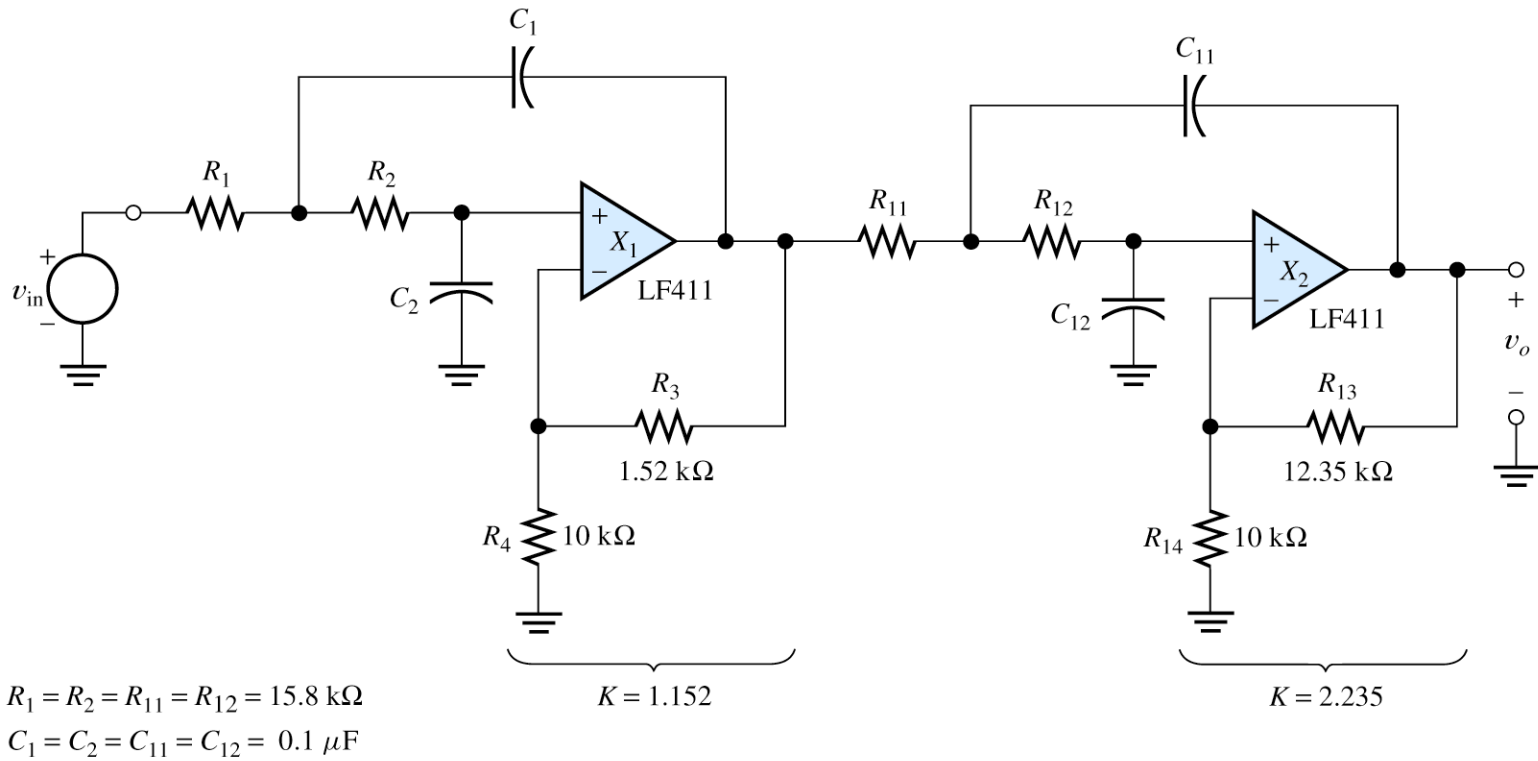 C₁
C₁₁
R₁
R₂
R₁₁
R₁₂
+
X₁
−
LF411
+
X₂
−
LF411
+
v_in
−
C₂
C₁₂
+
v_o
−
R₃
1.52 kΩ
R₁₃
12.35 kΩ
R₄ 10 kΩ
R₁₄ 10 kΩ
K = 1.152
K = 2.235
R₁ = R₂ = R₁₁ = R₁₂ = 15.8 kΩ
C₁ = C₂ = C₁₁ = C₁₂ = 0.1 μF